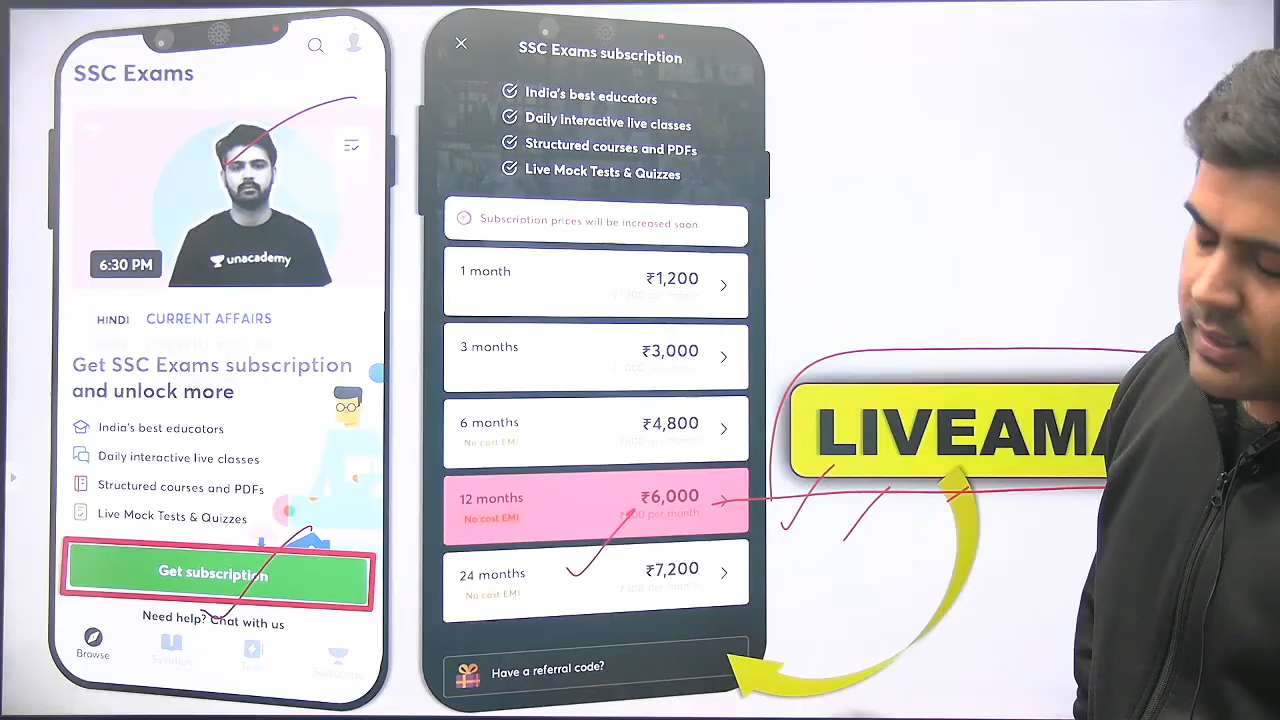 SSC Exams
unacademy
6:30 PM
HINDI CURRENT AFFAIRS
Get SSC Exams subscription
and unlock more
India's best educators
Daily interactive live classes
Structured courses and PDFs
Live Mock Tests & Quizzes
Get subscription
Need help? Chat with us
Browse
SSC Exams subscription
India's best educators
Daily interactive live classes
Structured courses and PDFs
Live Mock Tests & Quizzes
Subscription prices will be increased soon
1 month ₹1,200
3 months ₹3,000
6 months ₹4,800
No cost EMI
12 months ₹6,000
No cost EMI per month
24 months ₹7,200
No cost EMI
Have a referral code?
LIVEAMA